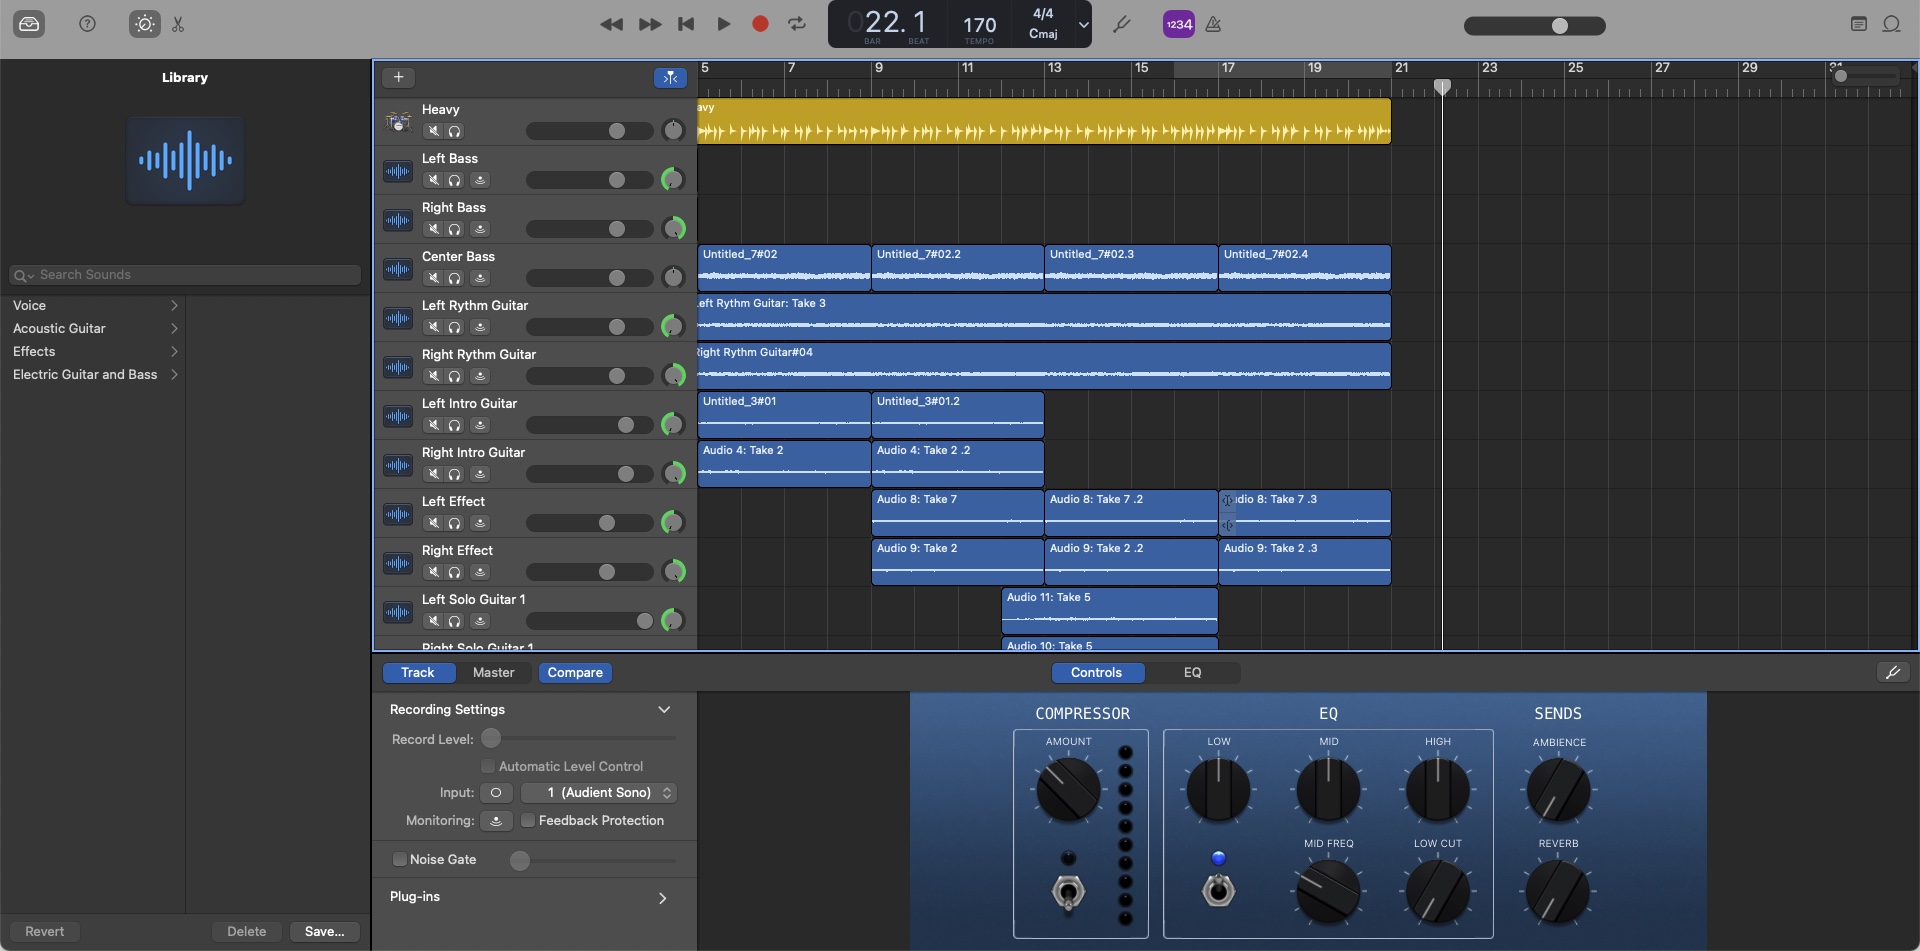 22. 1
BAR BEAT
170
TEMPO
4/4
Cmaj
1234
Library
Search Sounds
Voice
Acoustic Guitar
Effects
Electric Guitar and Bass
Revert
Delete
Save...
5 7 9 11 13 15 17 19 21 23 25 27 29 31
Heavy
avy
Left Bass
Right Bass
Center Bass
Untitled_7#02
Untitled_7#02.2
Untitled_7#02.3
Untitled_7#02.4
Left Rythm Guitar
eft Rythm Guitar: Take 3
Right Rythm Guitar
ight Rythm Guitar#04
Left Intro Guitar
Untitled_3#01
Untitled_3#01.2
Right Intro Guitar
Audio 4: Take 2
Audio 4: Take 2 .2
Left Effect
Audio 8: Take 7
Audio 8: Take 7 .2
udio 8: Take 7 .3
Right Effect
Audio 9: Take 2
Audio 9: Take 2 .2
Audio 9: Take 2 .3
Left Solo Guitar 1
Audio 11: Take 5
Right Solo Guitar 1
Audio 10: Take 5
Track
Master
Compare
Controls
EQ
Recording Settings
Record Level:
Automatic Level Control
Input:
1 (Audient Sono)
Monitoring:
Feedback Protection
Noise Gate
Plug-ins
COMPRESSOR
AMOUNT
EQ
LOW
MID
HIGH
MID FREQ
LOW CUT
SENDS
AMBIENCE
REVERB